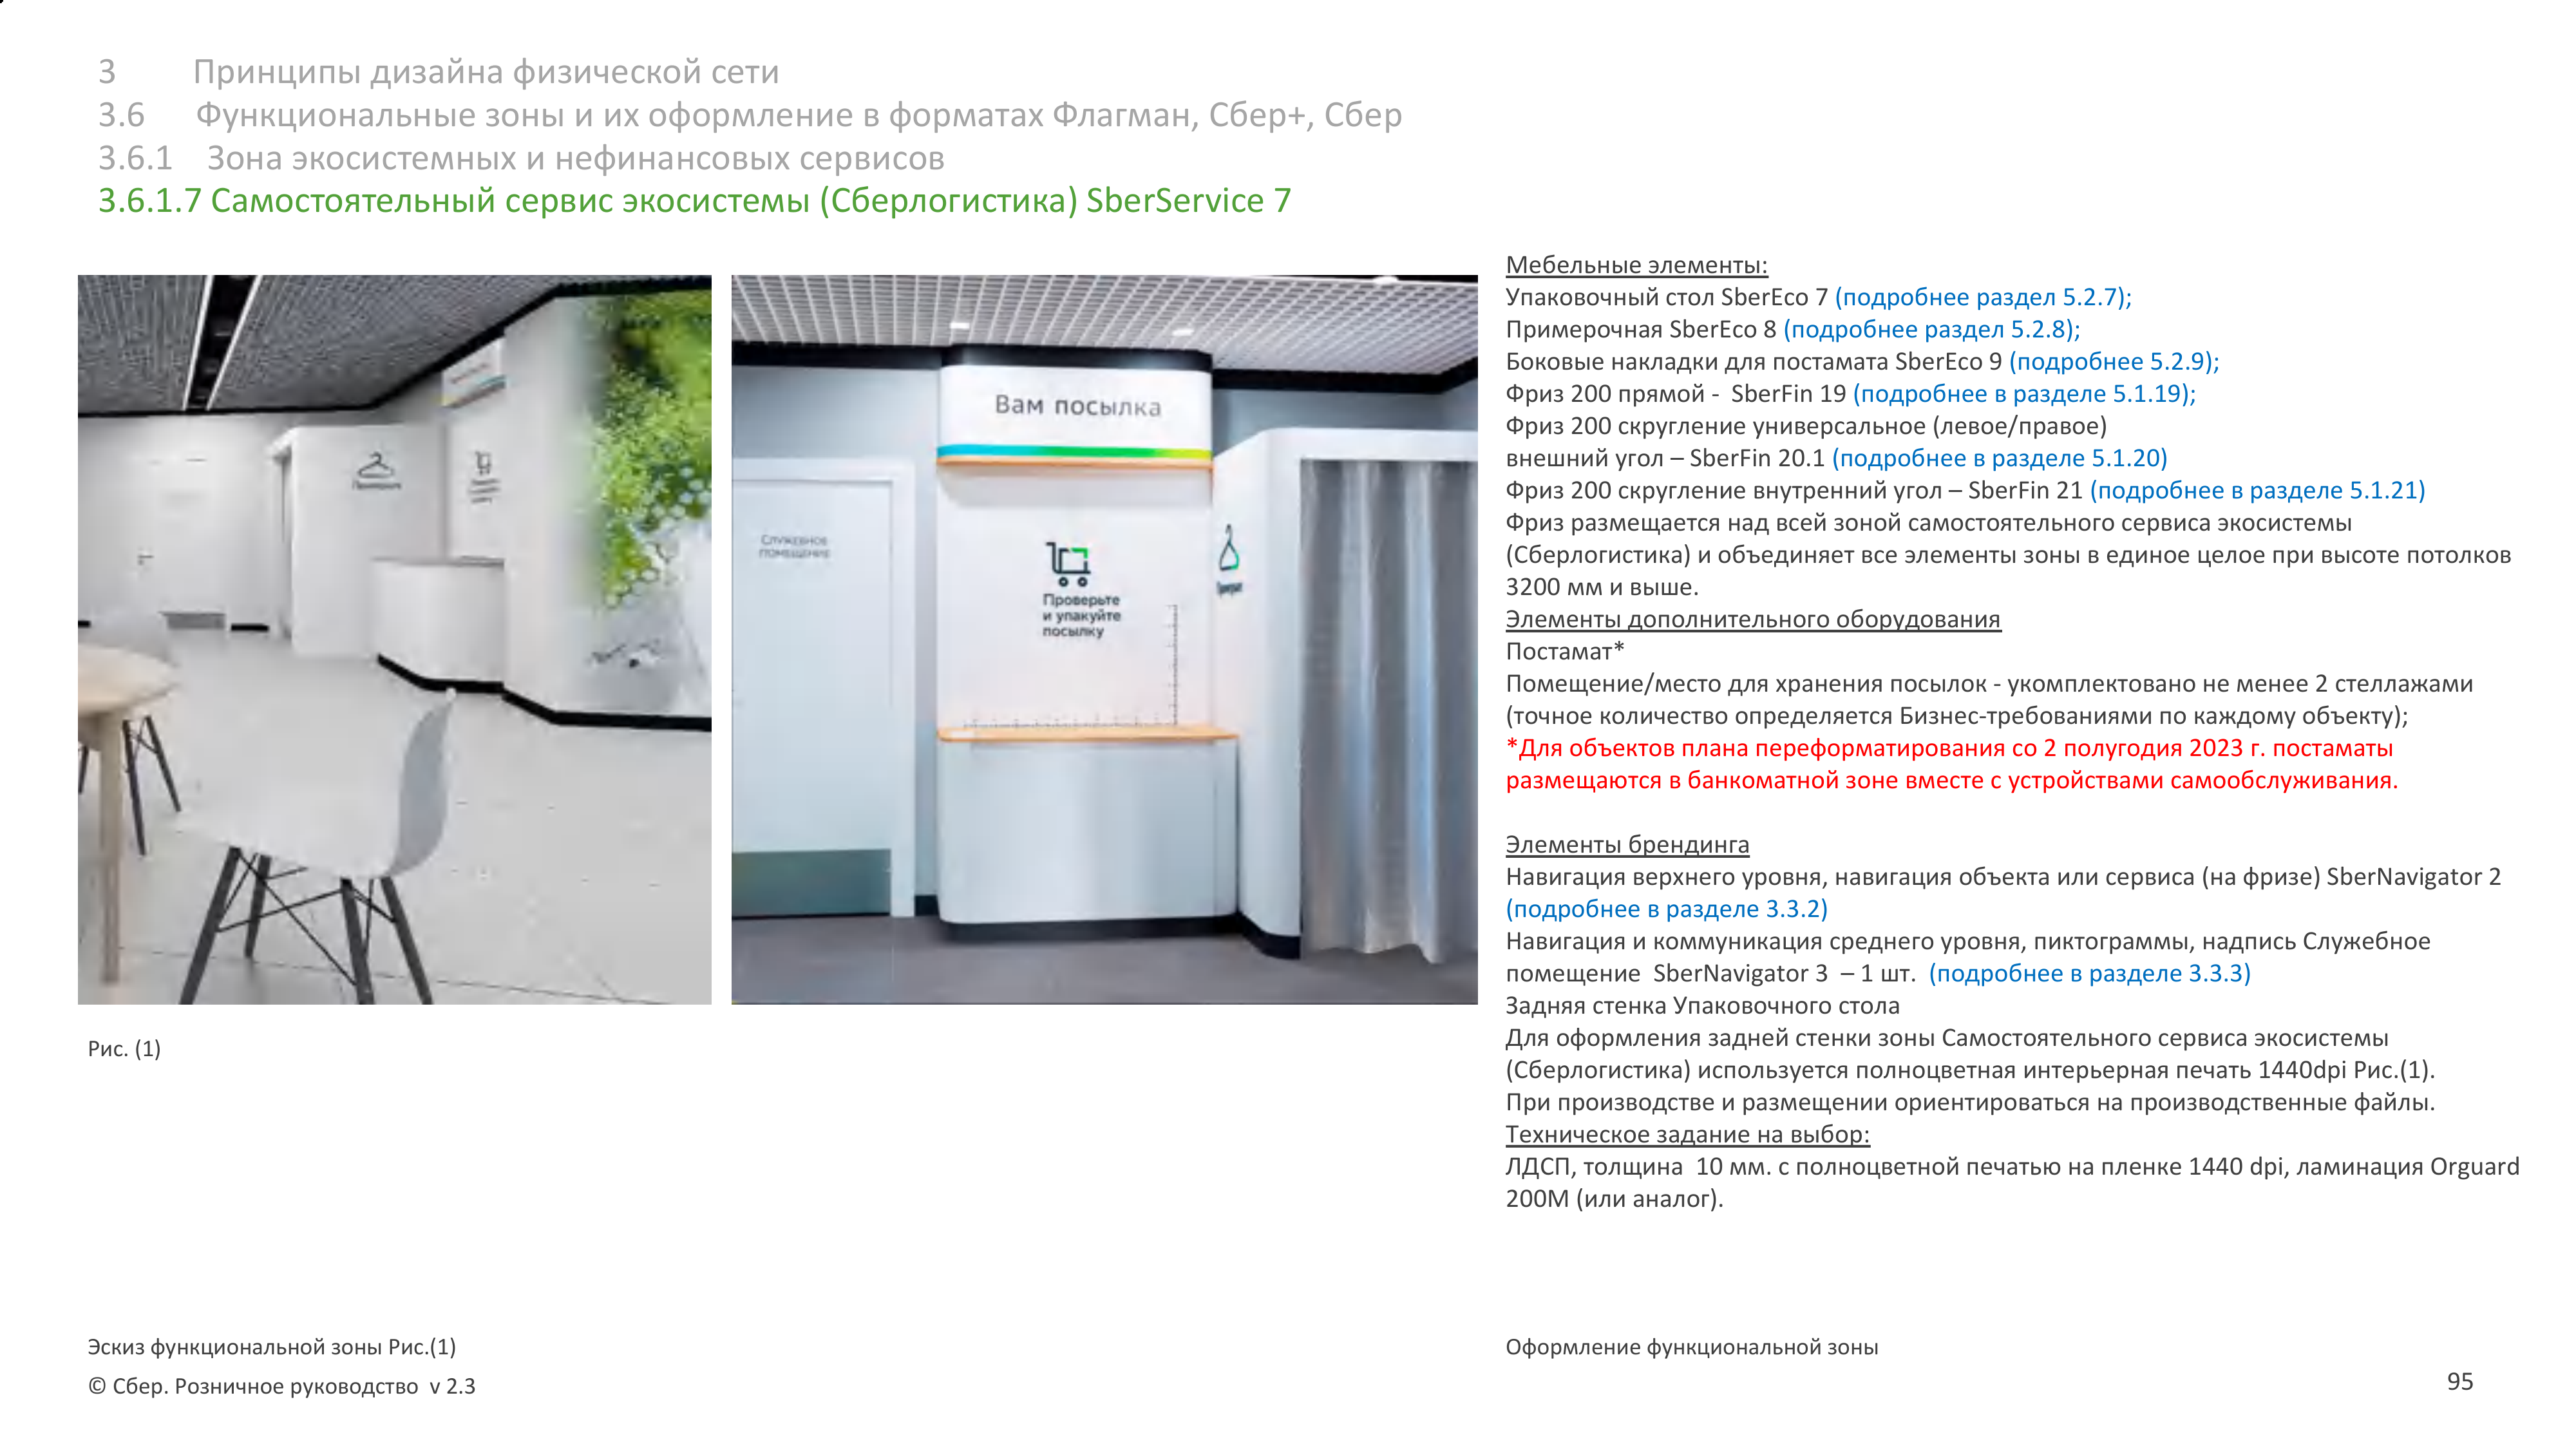 3 Принципы дизайна физической сети
3.6 Функциональные зоны и их оформление в форматах Флагман, Сбер+, Сбер
3.6.1 Зона экосистемных и нефинансовых сервисов
3.6.1.7 Самостоятельный сервис экосистемы (Сберлогистика) SberService 7
Вам посылка
Служебное
помещение
Проверьте
и упакуйте
посылку
Рис. (1)
Мебельные элементы:
Упаковочный стол SberEco 7 (подробнее раздел 5.2.7);
Примерочная SberEco 8 (подробнее раздел 5.2.8);
Боковые накладки для постамата SberEco 9 (подробнее 5.2.9);
Фриз 200 прямой - SberFin 19 (подробнее в разделе 5.1.19);
Фриз 200 скругление универсальное (левое/правое)
внешний угол – SberFin 20.1 (подробнее в разделе 5.1.20)
Фриз 200 скругление внутренний угол – SberFin 21 (подробнее в разделе 5.1.21)
Фриз размещается над всей зоной самостоятельного сервиса экосистемы
(Сберлогистика) и объединяет все элементы зоны в единое целое при высоте потолков
3200 мм и выше.
Элементы дополнительного оборудования
Постамат*
Помещение/место для хранения посылок - укомплектовано не менее 2 стеллажами
(точное количество определяется Бизнес-требованиями по каждому объекту);
*Для объектов плана переформатирования со 2 полугодия 2023 г. постаматы
размещаются в банкоматной зоне вместе с устройствами самообслуживания.
Элементы брендинга
Навигация верхнего уровня, навигация объекта или сервиса (на фризе) SberNavigator 2
(подробнее в разделе 3.3.2)
Навигация и коммуникация среднего уровня, пиктограммы, надпись Служебное
помещение SberNavigator 3 – 1 шт. (подробнее в разделе 3.3.3)
Задняя стенка Упаковочного стола
Для оформления задней стенки зоны Самостоятельного сервиса экосистемы
(Сберлогистика) используется полноцветная интерьерная печать 1440dpi Рис.(1).
При производстве и размещении ориентироваться на производственные файлы.
Техническое задание на выбор:
ЛДСП, толщина 10 мм. с полноцветной печатью на пленке 1440 dpi, ламинация Orguard
200M (или аналог).
Эскиз функциональной зоны Рис.(1)
Оформление функциональной зоны
© Сбер. Розничное руководство v 2.3
95